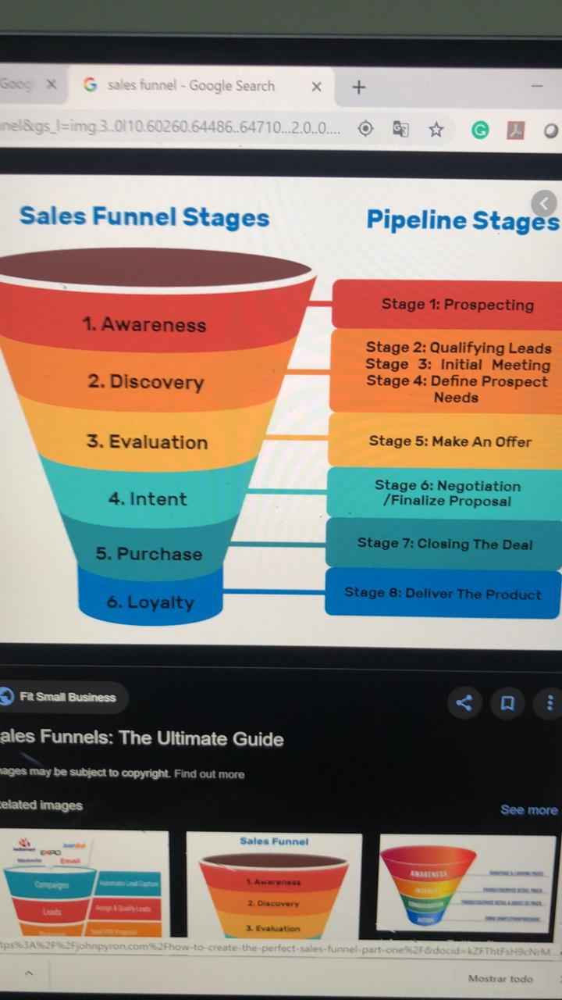 Goog
sales funnel - Google Search
nel&gs_l=img.3..0l10.60260.64486..64710...2.0..0....
Sales Funnel Stages
Pipeline Stages
1. Awareness
Stage 1: Prospecting
2. Discovery
Stage 2: Qualifying Leads
Stage 3: Initial Meeting
Stage 4: Define Prospect
Needs
3. Evaluation
Stage 5: Make An Offer
4. Intent
Stage 6: Negotiation
/Finalize Proposal
5. Purchase
Stage 7: Closing The Deal
6. Loyalty
Stage 8: Deliver The Product
Fit Small Business
ales Funnels: The Ultimate Guide
mages may be subject to copyright. Find out more
elated images
See more
IndiaMART
EXPO
Justdial
Website
Email
Campaigns
Automatic Lead Capture
Leads
Assign & Qualify Leads
Send PDF Proposal
Sales Funnel
1. Awareness
2. Discovery
3. Evaluation
AWARENESS
INTEREST
CONSIDERATION
ACTION
tps%3A%2F%2Fjohnpyron.com%2Fhow-to-create-the-perfect-sales-funnel-part-one%2F&docid=kZFThtFsH9cNrM...
Mostrar todo